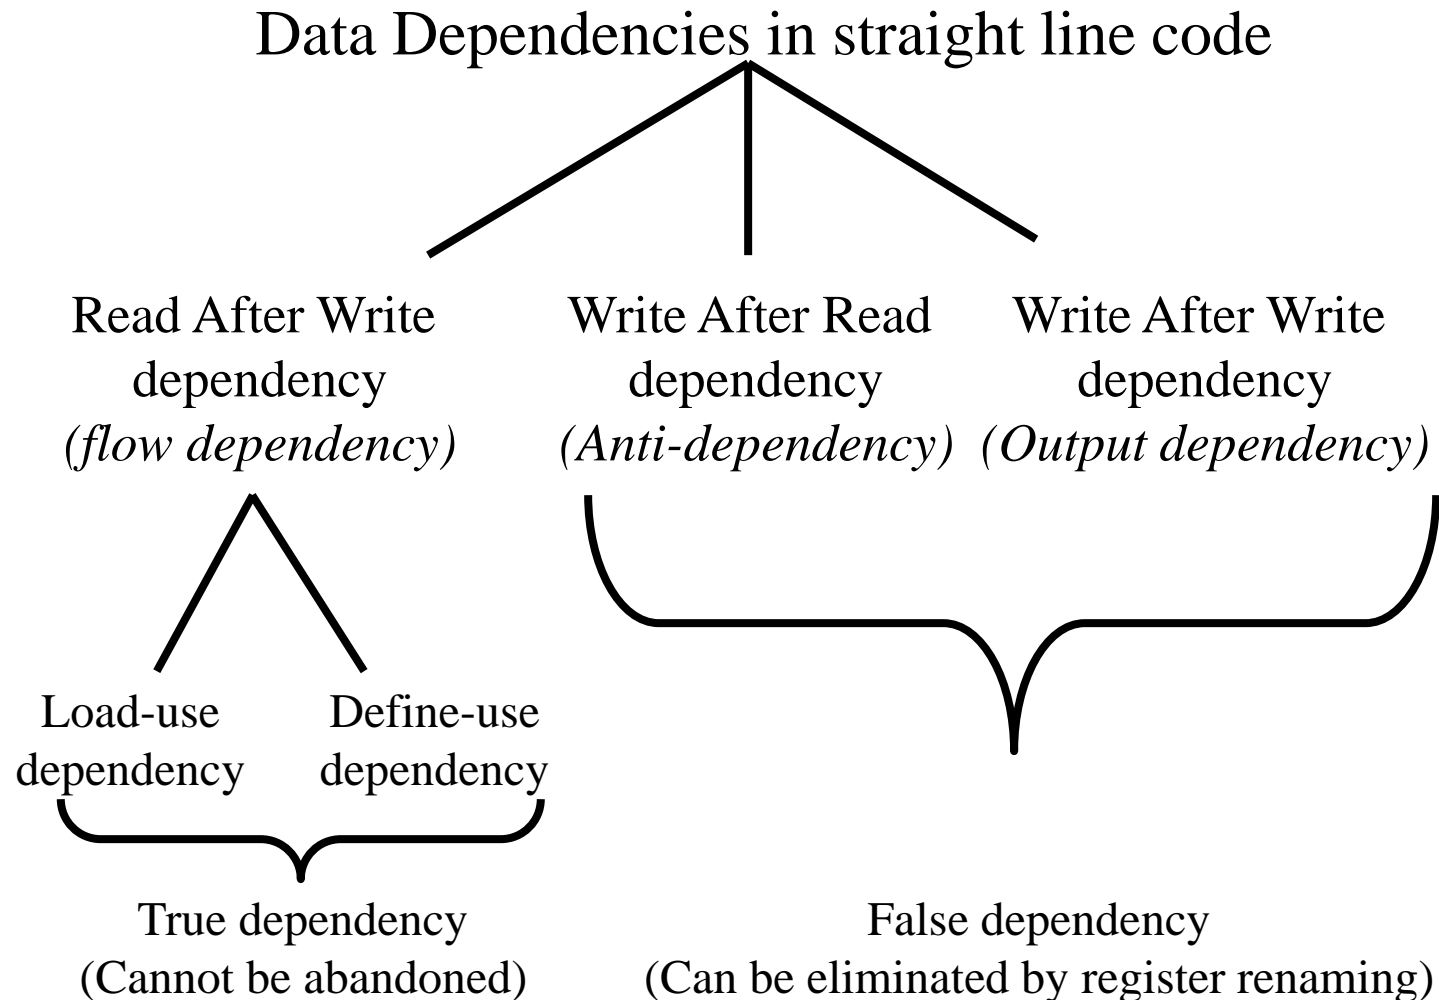 Data Dependencies in straight line code
Read After Write
dependency
(flow dependency)
Write After Read
dependency
(Anti-dependency)
Write After Write
dependency
(Output dependency)
Load-use
dependency
Define-use
dependency
True dependency
(Cannot be abandoned)
False dependency
(Can be eliminated by register renaming)